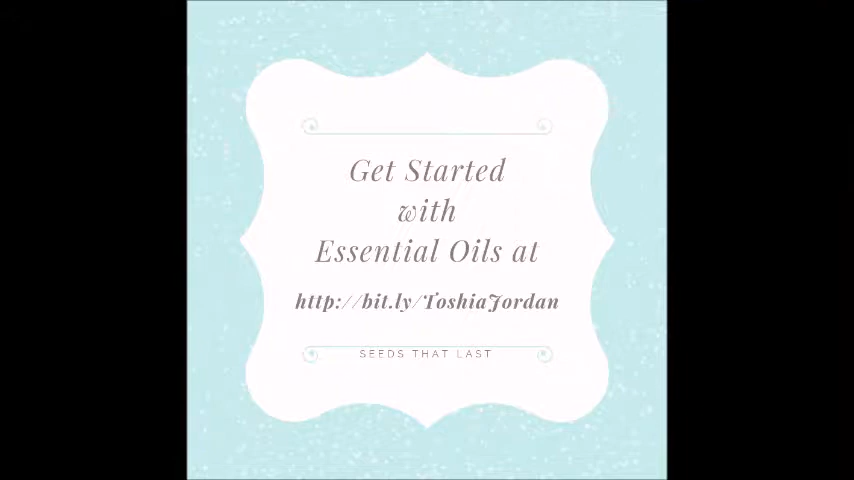 Get Started
with
Essential Oils at
http://bit.ly/ToshiaJordan
SEEDS THAT LAST